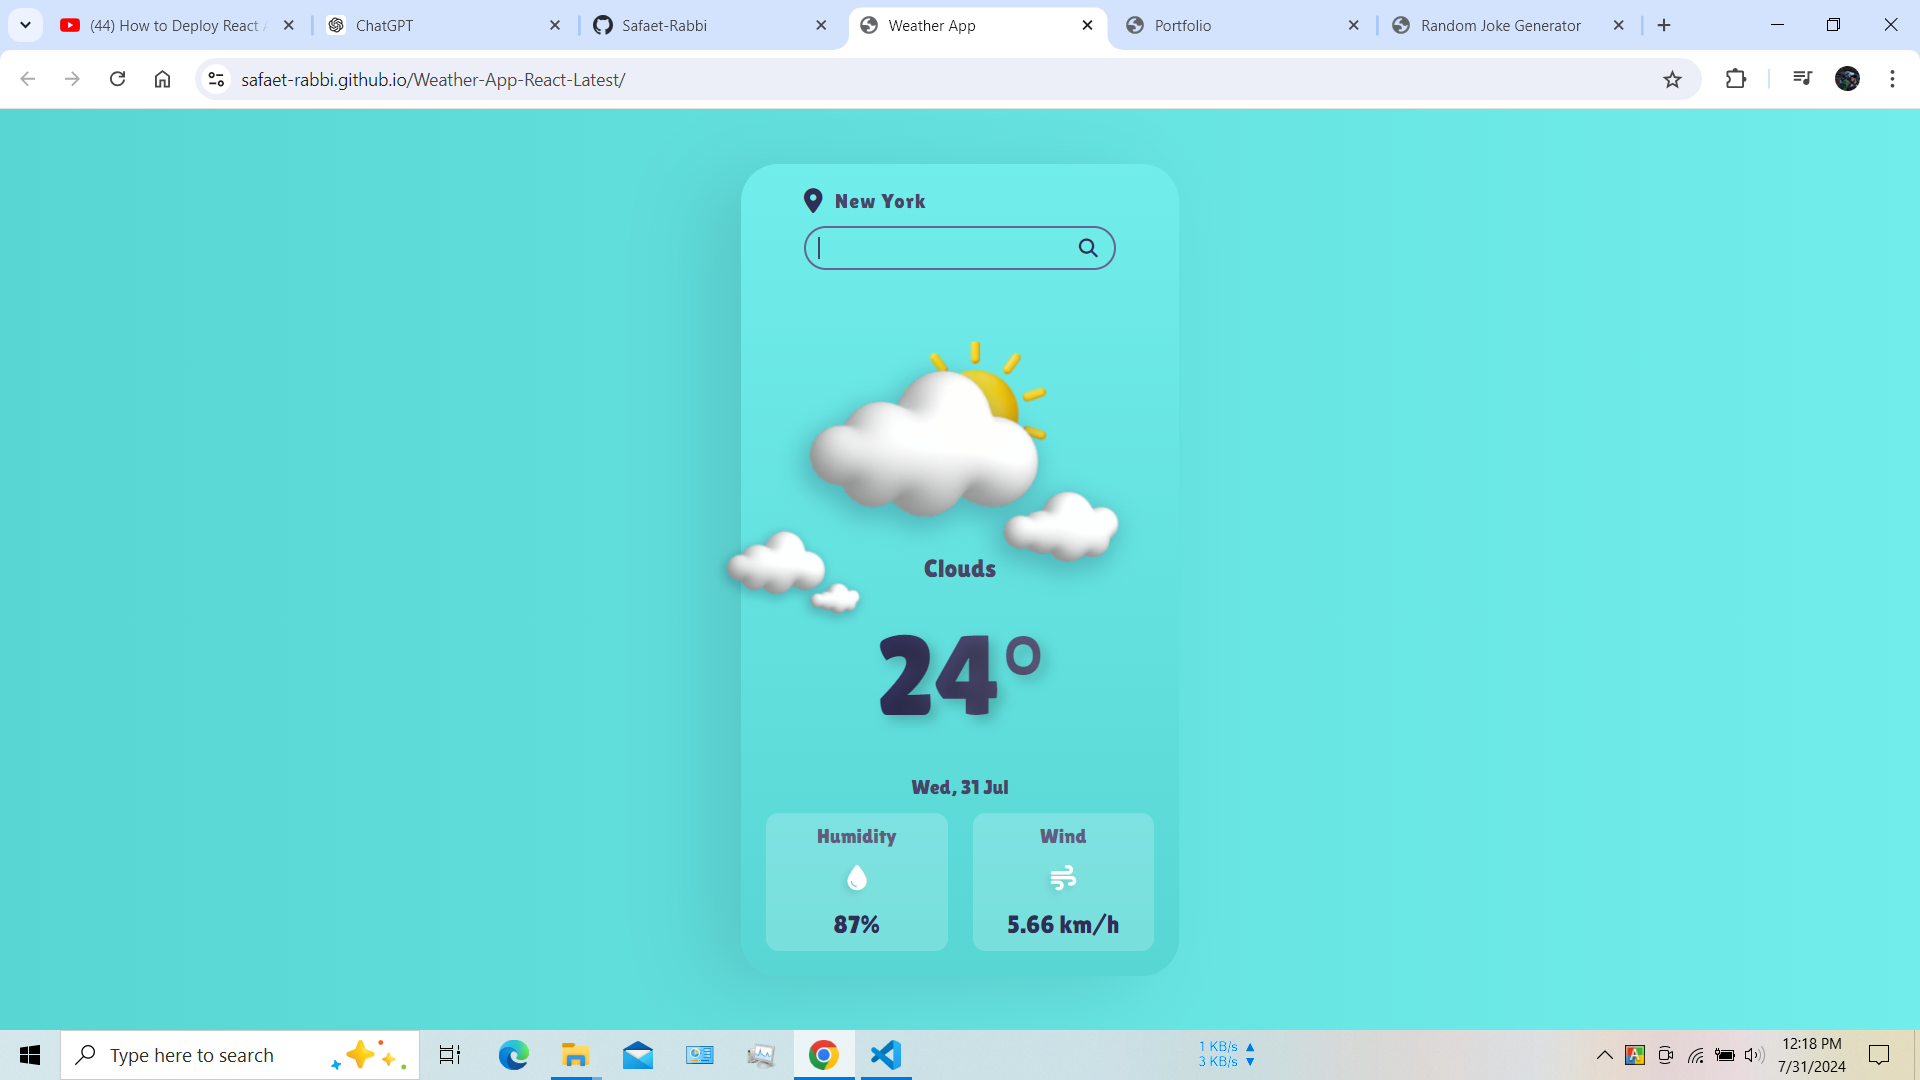 (44) How to Deploy React A
ChatGPT
Safaet-Rabbi
Weather App
Portfolio
Random Joke Generator
safaet-rabbi.github.io/Weather-App-React-Latest/
New York
Clouds
24°
Wed, 31 Jul
Humidity
Wind
87%
5.66 km/h
Type here to search
1 KB/s
3 KB/s
A
12:18 PM
7/31/2024